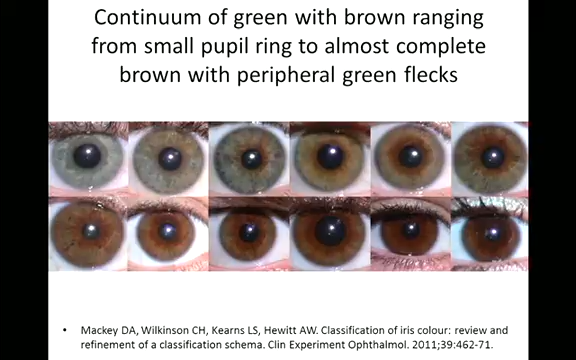 Continuum of green with brown ranging
from small pupil ring to almost complete
brown with peripheral green flecks
• Mackey DA, Wilkinson CH, Kearns LS, Hewitt AW. Classification of iris colour: review and
refinement of a classification schema. Clin Experiment Ophthalmol. 2011;39:462-71.